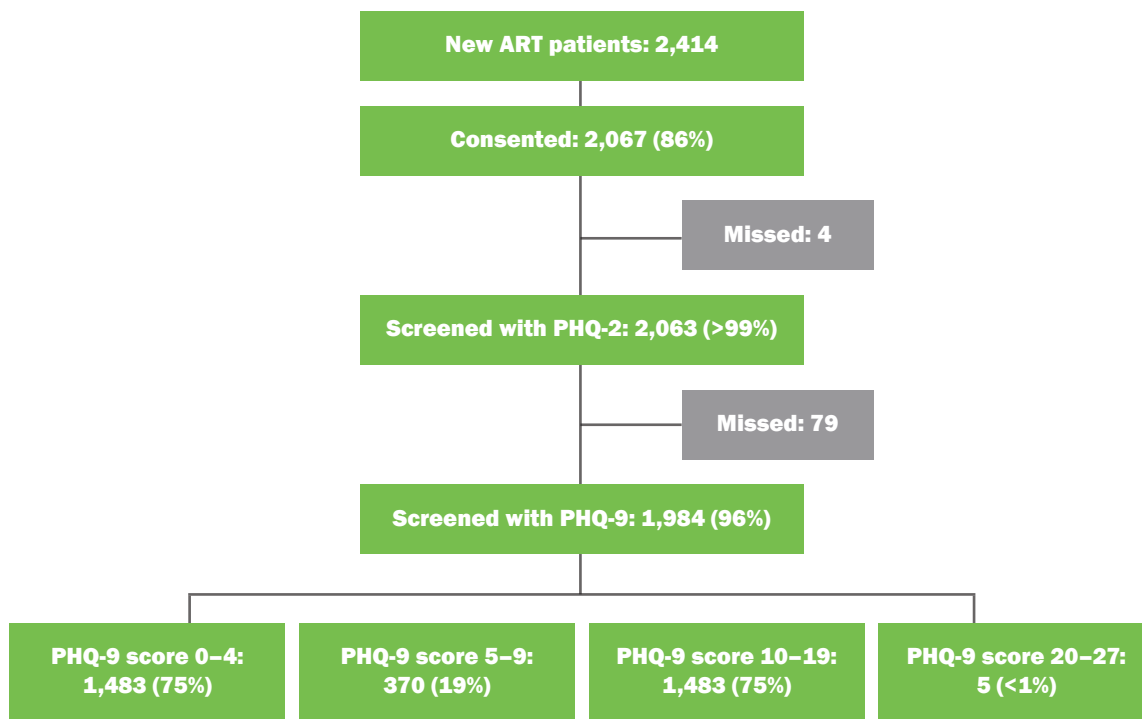 New ART patients: 2,414
Consented: 2,067 (86%)
Missed: 4
Screened with PHQ-2: 2,063 (>99%)
Missed: 79
Screened with PHQ-9: 1,984 (96%)
PHQ-9 score 0–4:
1,483 (75%)
PHQ-9 score 5–9:
370 (19%)
PHQ-9 score 10–19:
1,483 (75%)
PHQ-9 score 20–27:
5 (<1%)